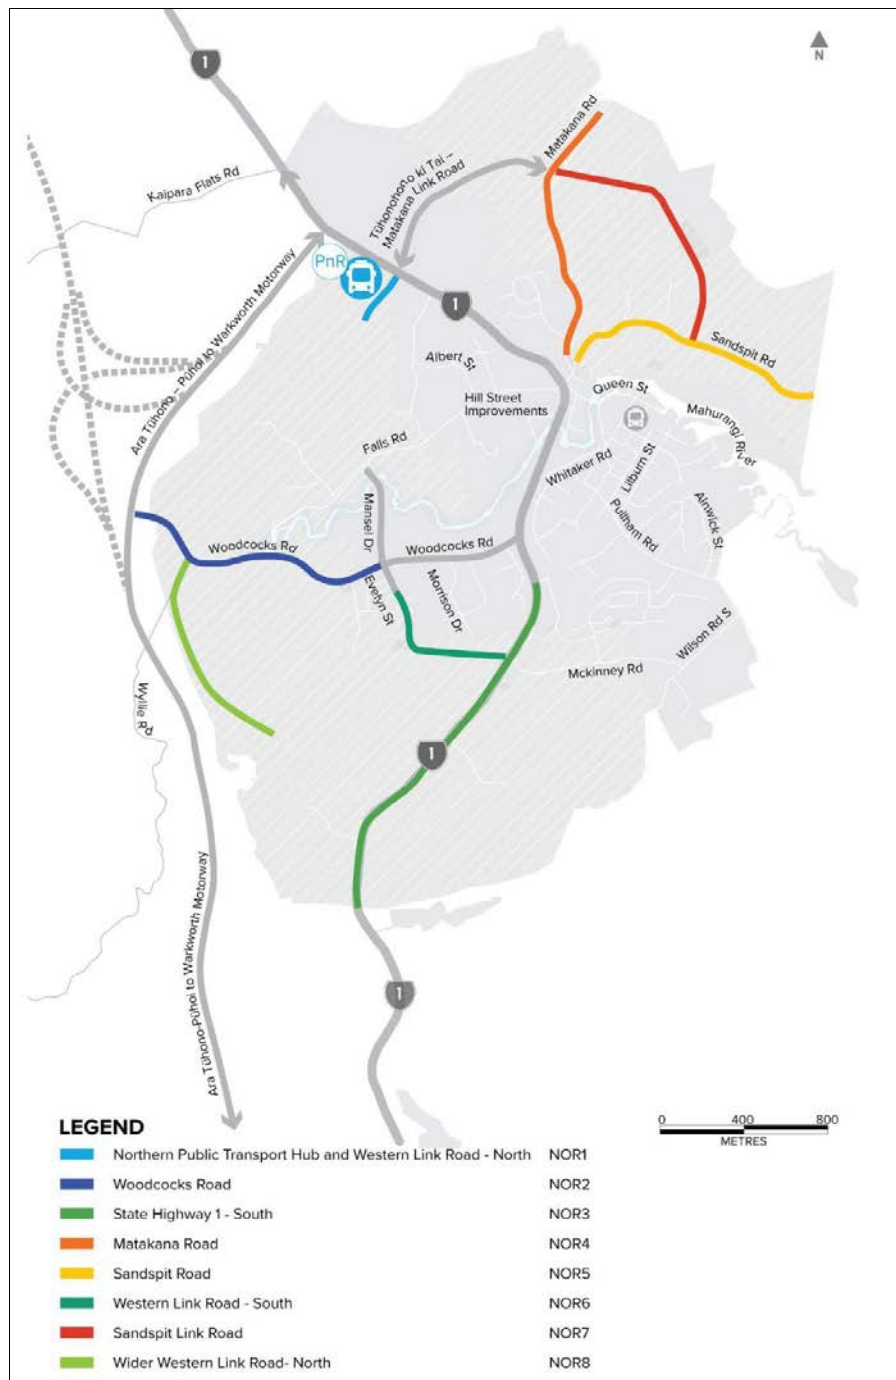 1
N
Matakana Rd
Kaipara Flats Rd
Tūhonohono ki Tai –
Matakana Link Road
PnR
Ara Tūhono – Pūhoi to Warkworth Motorway
1
Albert St
Sandspit Rd
Hill Street
Improvements
Queen St
Mahurangi River
Falls Rd
Whitaker Rd
Lilburn St
Pulham Rd
Alnwick St
Mansel Dr
Woodcocks Rd
Woodcocks Rd
Evelyn St
Morrison Dr
Wilson Rd S
Mckinney Rd
Wyllie Rd
1
Ara Tūhono-Pūhoi to Warkworth Motorway
1
LEGEND
0 400 800
METRES
Northern Public Transport Hub and Western Link Road - North NOR1
Woodcocks Road NOR2
State Highway 1 - South NOR3
Matakana Road NOR4
Sandspit Road NOR5
Western Link Road - South NOR6
Sandspit Link Road NOR7
Wider Western Link Road- North NOR8